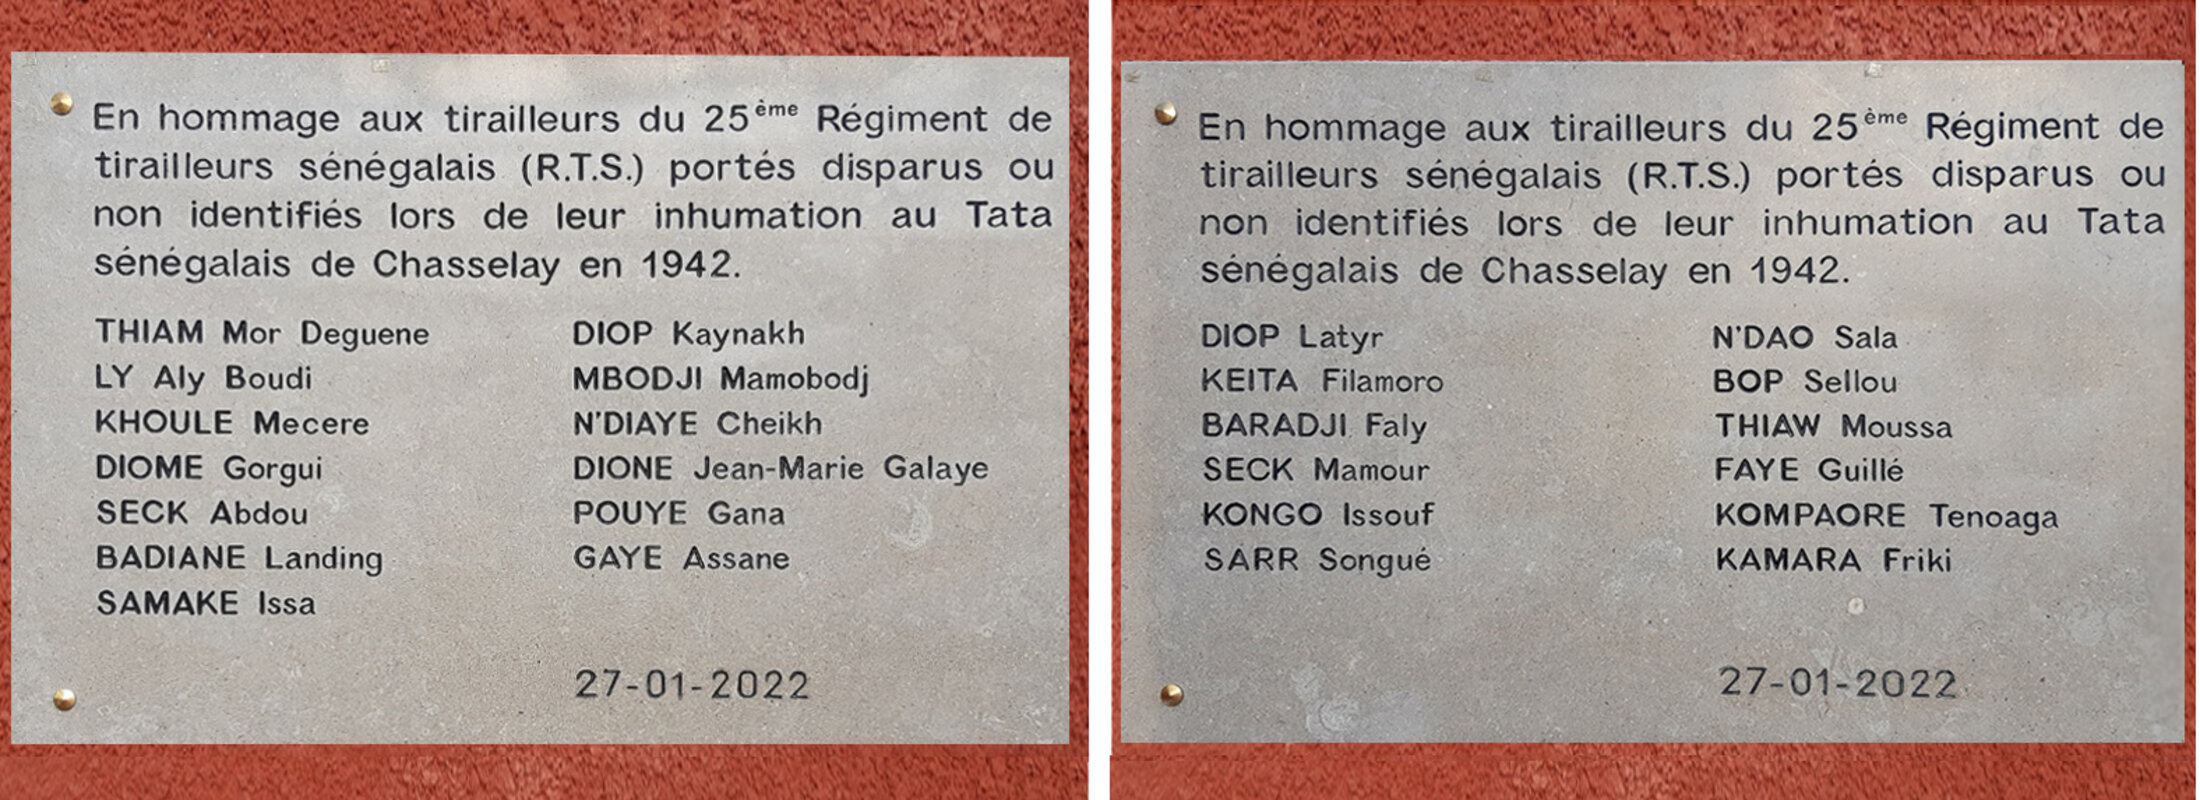 En hommage aux tirailleurs du 25ème Régiment de
tirailleurs sénégalais (R.T.S.) portés disparus ou
non identifiés lors de leur inhumation au Tata
sénégalais de Chasselay en 1942.
THIAM Mor Deguene
LY Aly Boudi
KHOULE Mecere
DIOME Gorgui
SECK Abdou
BADIANE Landing
SAMAKE Issa
DIOP Kaynakh
MBODJI Mamobodj
N'DIAYE Cheikh
DIONE Jean-Marie Galaye
POUYE Gana
GAYE Assane
27-01-2022
En hommage aux tirailleurs du 25ème Régiment de
tirailleurs sénégalais (R.T.S.) portés disparus ou
non identifiés lors de leur inhumation au Tata
sénégalais de Chasselay en 1942.
DIOP Latyr
KEITA Filamoro
BARADJI Faly
SECK Mamour
KONGO Issouf
SARR Songué
N'DAO Sala
BOP Sellou
THIAW Moussa
FAYE Guillé
KOMPAORE Tenoaga
KAMARA Friki
27-01-2022